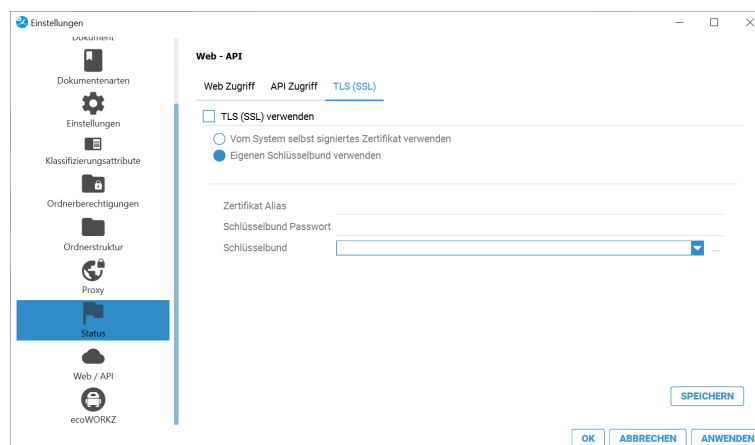 Einstellungen
Dokument
Dokumentenarten
Einstellungen
Klassifizierungsattribute
Ordnerberechtigungen
Ordnerstruktur
Proxy
Status
Web / API
ecoWORKZ
Web - API
Web Zugriff API Zugriff TLS (SSL)
TLS (SSL) verwenden
Vom System selbst signiertes Zertifikat verwenden
Eigenen Schlüsselbund verwenden
Zertifikat Alias
Schlüsselbund Passwort
Schlüsselbund
...
SPEICHERN
OK ABBRECHEN ANWENDEN